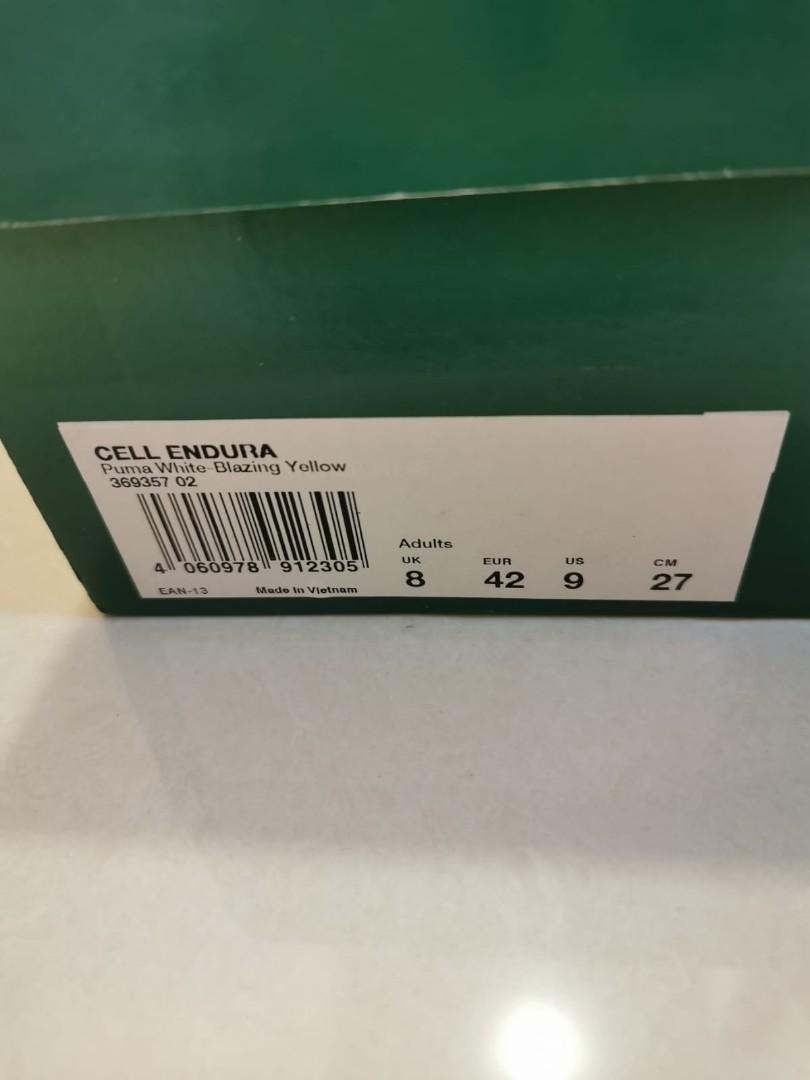 CELL ENDURA
Puma White-Blazing Yellow
369357 02
4 060978 912305
EAN-13 Made in Vietnam
Adults
UK EUR US CM
8 42 9 27